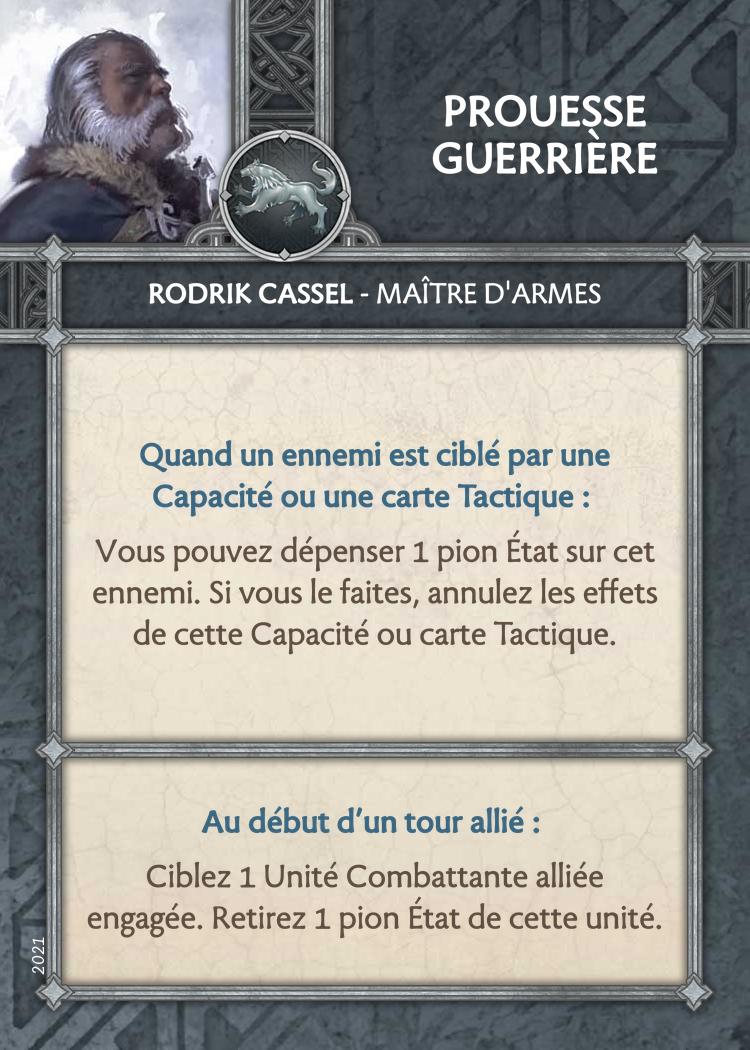 PROUESSE
GUERRIÈRE
RODRIK CASSEL - MAÎTRE D'ARMES
Quand un ennemi est ciblé par une
Capacité ou une carte Tactique :
Vous pouvez dépenser 1 pion État sur cet
ennemi. Si vous le faites, annulez les effets
de cette Capacité ou carte Tactique.
Au début d’un tour allié :
Ciblez 1 Unité Combattante alliée
engagée. Retirez 1 pion État de cette unité.
2021